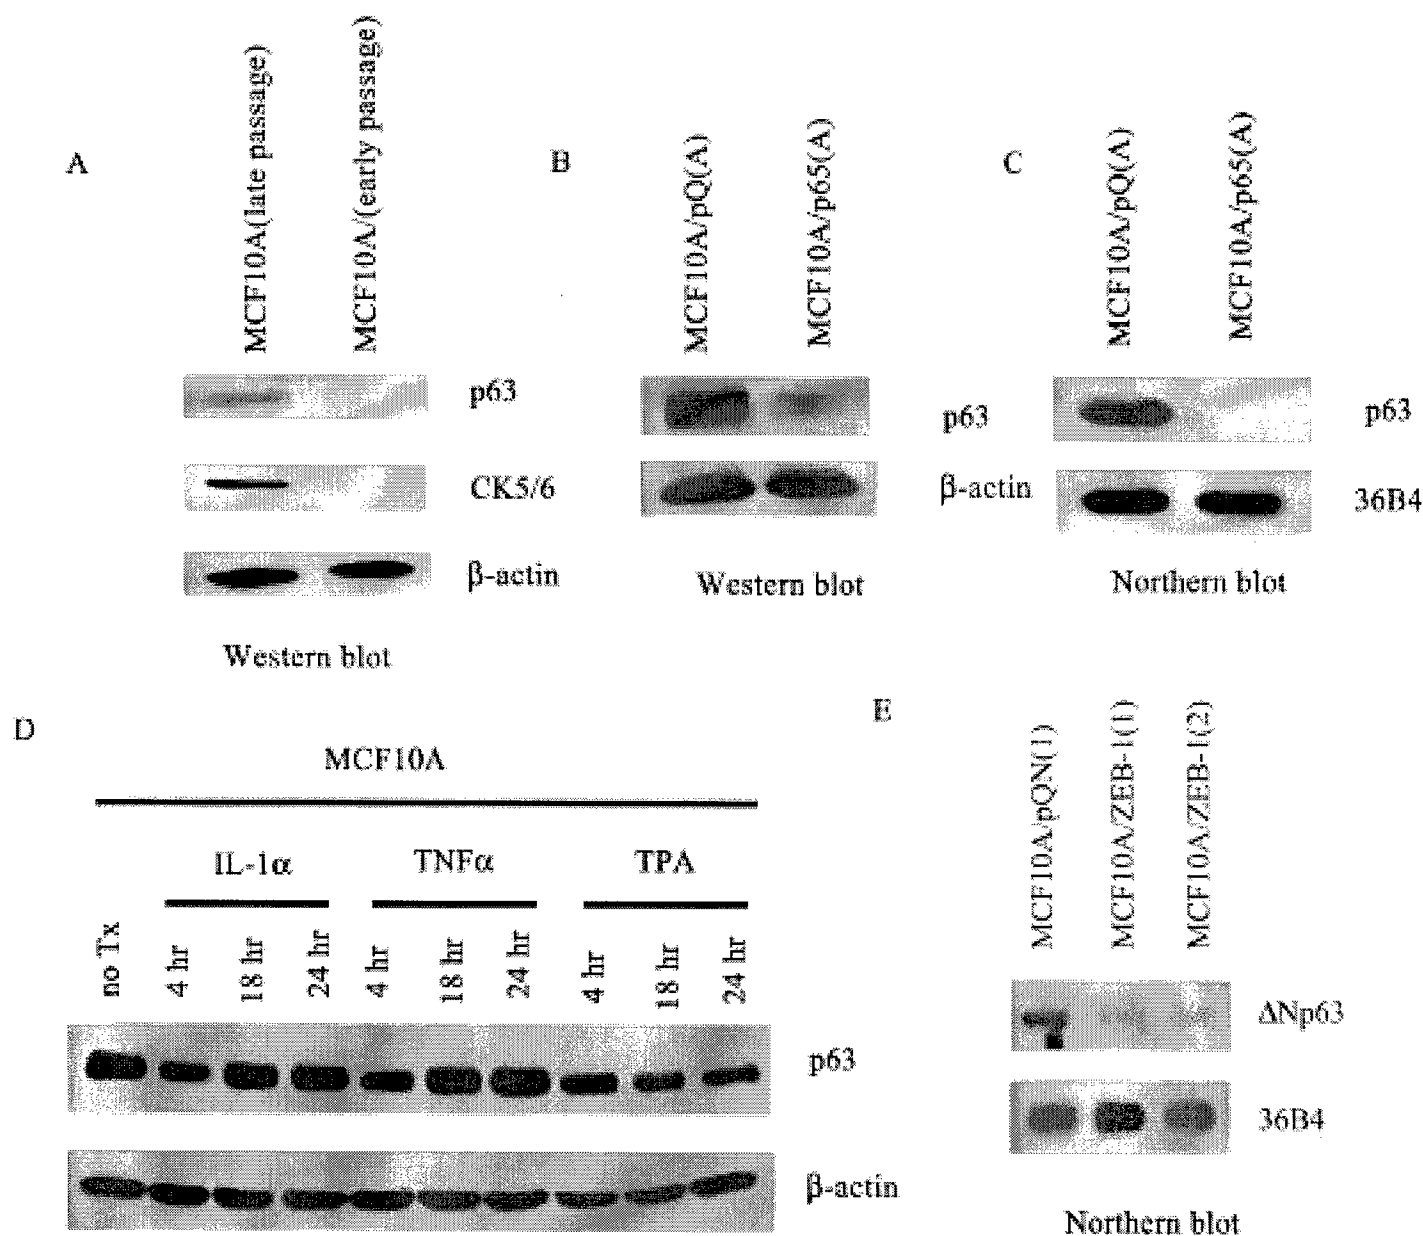 A
MCF10A(late passage)
MCF10A/(early passage)
p63
CK5/6
β-actin
Western blot
B
MCF10A/pQ(A)
MCF10A/p65(A)
p63
β-actin
Western blot
C
MCF10A/pQ(A)
MCF10A/p65(A)
p63
36B4
Northern blot
D
MCF10A
IL-1α
TNFα
TPA
no Tx
4 hr
18 hr
24 hr
4 hr
18 hr
24 hr
4 hr
18 hr
24 hr
p63
β-actin
E
MCF10A/pQN(1)
MCF10A/ZEB-1(1)
MCF10A/ZEB-1(2)
ΔNp63
36B4
Northern blot